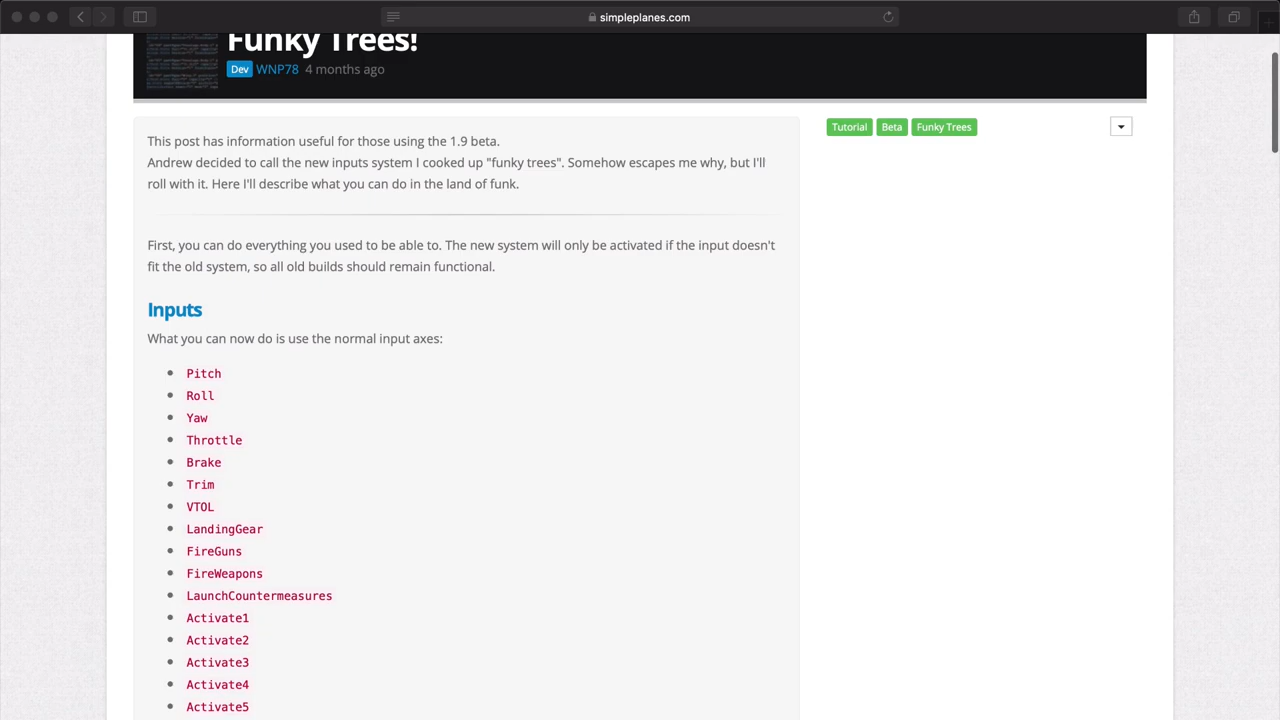 simpleplanes.com
Funky Trees!
Dev WNP78 4 months ago
This post has information useful for those using the 1.9 beta.
Andrew decided to call the new inputs system I cooked up "funky trees". Somehow escapes me why, but I'll
roll with it. Here I'll describe what you can do in the land of funk.
First, you can do everything you used to be able to. The new system will only be activated if the input doesn't
fit the old system, so all old builds should remain functional.
Inputs
What you can now do is use the normal input axes:
Pitch
Roll
Yaw
Throttle
Brake
Trim
VTOL
LandingGear
FireGuns
FireWeapons
LaunchCountermeasures
Activate1
Activate2
Activate3
Activate4
Activate5
Tutorial Beta Funky Trees